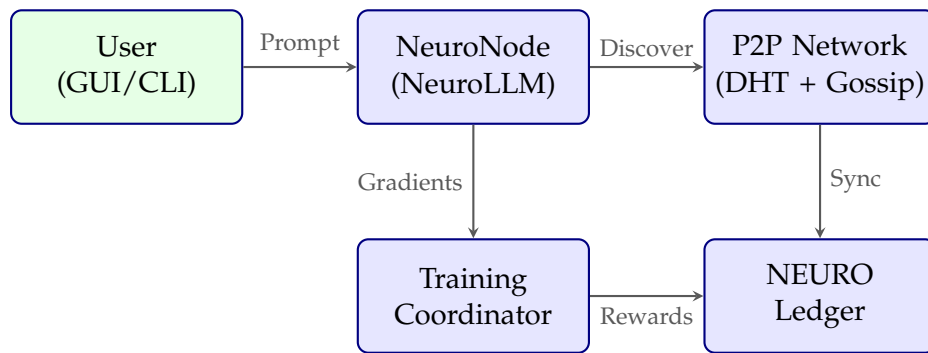 User
(GUI/CLI)
Prompt
NeuroNode
(NeuroLLM)
Discover
P2P Network
(DHT + Gossip)
Gradients
Sync
Training
Coordinator
Rewards
NEURO
Ledger